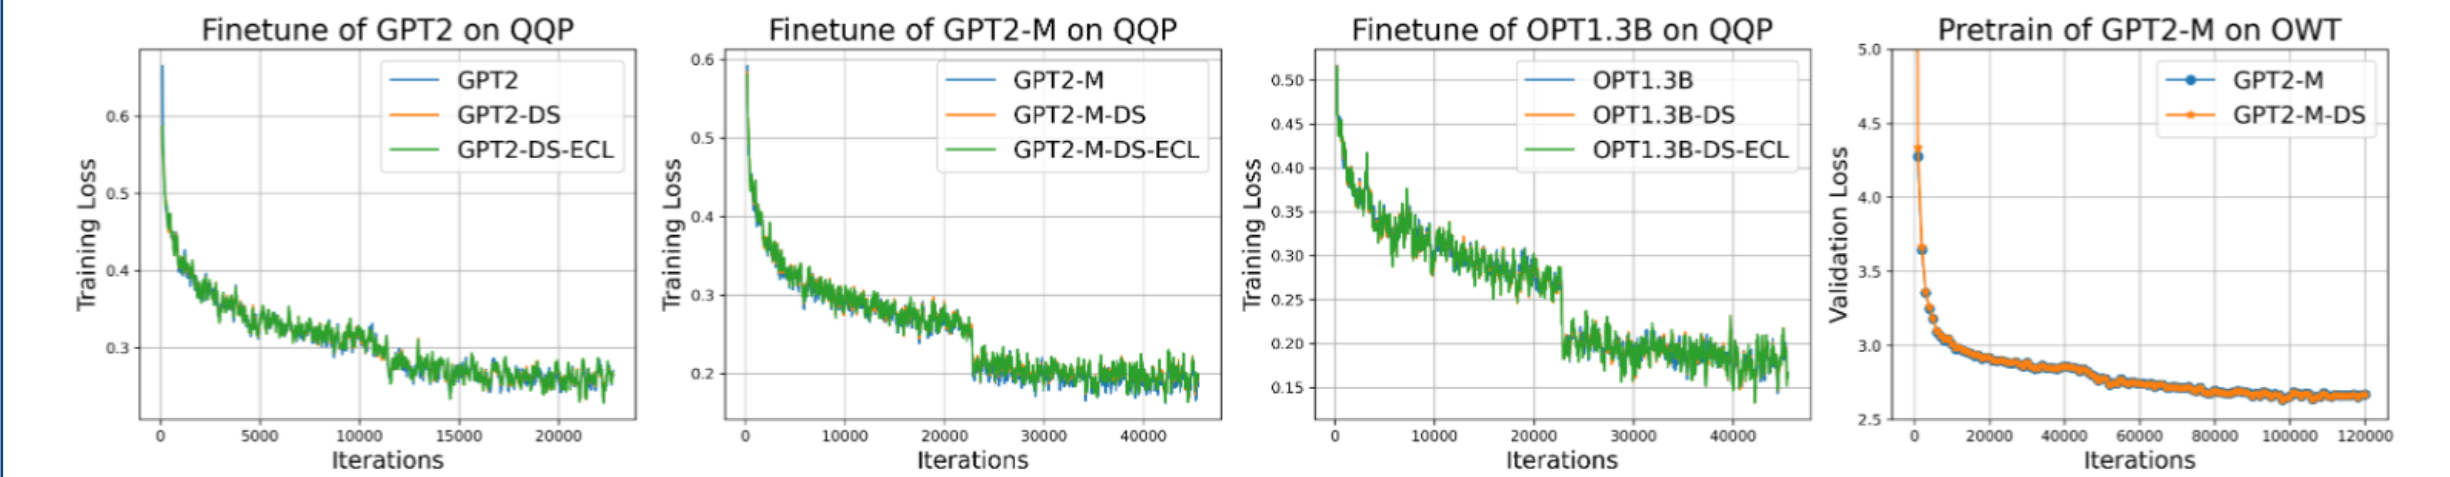 Finetune of GPT2 on QQP
GPT2
GPT2-DS
GPT2-DS-ECL
Training Loss
0.6
0.5
0.4
0.3
0 5000 10000 15000 20000
Iterations
Finetune of GPT2-M on QQP
GPT2-M
GPT2-M-DS
GPT2-M-DS-ECL
Training Loss
0.6
0.5
0.4
0.3
0.2
0 10000 20000 30000 40000
Iterations
Finetune of OPT1.3B on QQP
OPT1.3B
OPT1.3B-DS
OPT1.3B-DS-ECL
Training Loss
0.50
0.45
0.40
0.35
0.30
0.25
0.20
0.15
0 10000 20000 30000 40000
Iterations
Pretrain of GPT2-M on OWT
GPT2-M
GPT2-M-DS
Validation Loss
5.0
4.5
4.0
3.5
3.0
2.5
0 20000 40000 60000 80000 100000 120000
Iterations